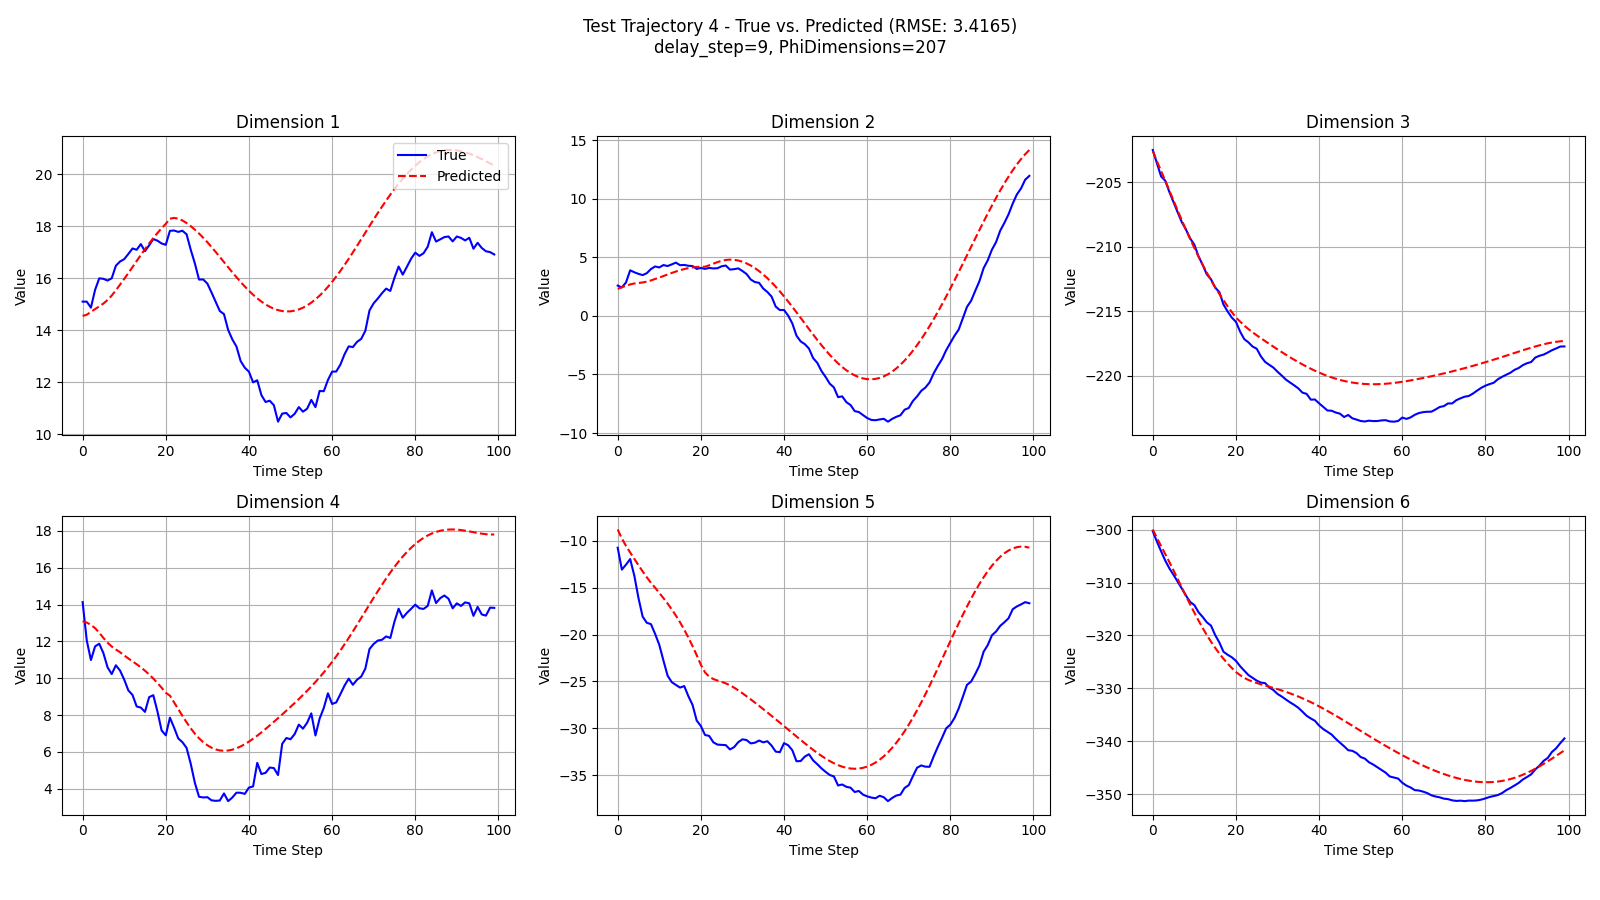 Test Trajectory 4 - True vs. Predicted (RMSE: 3.4165)
delay_step=9, PhiDimensions=207
Dimension 1
True
Predicted
20
18
16
14
12
10
Value
0 20 40 60 80 100
Time Step
Dimension 2
15
10
5
0
−5
−10
Value
0 20 40 60 80 100
Time Step
Dimension 3
−205
−210
−215
−220
Value
0 20 40 60 80 100
Time Step
Dimension 4
18
16
14
12
10
8
6
4
Value
0 20 40 60 80 100
Time Step
Dimension 5
−10
−15
−20
−25
−30
−35
Value
0 20 40 60 80 100
Time Step
Dimension 6
−300
−310
−320
−330
−340
−350
Value
0 20 40 60 80 100
Time Step